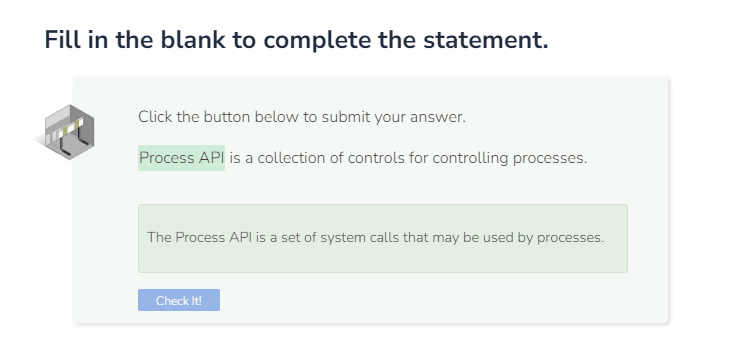 Fill in the blank to complete the statement.
Click the button below to submit your answer.
Process API is a collection of controls for controlling processes.
The Process API is a set of system calls that may be used by processes.
Check It!